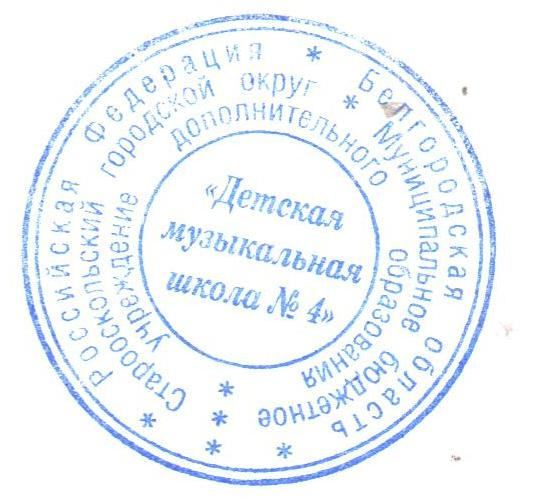 Российская Федерация * Белгородская область *
Старооскольский городской округ * Муниципальное бюджетное *
учреждение дополнительного образования *
«Детская
музыкальная
школа № 4»